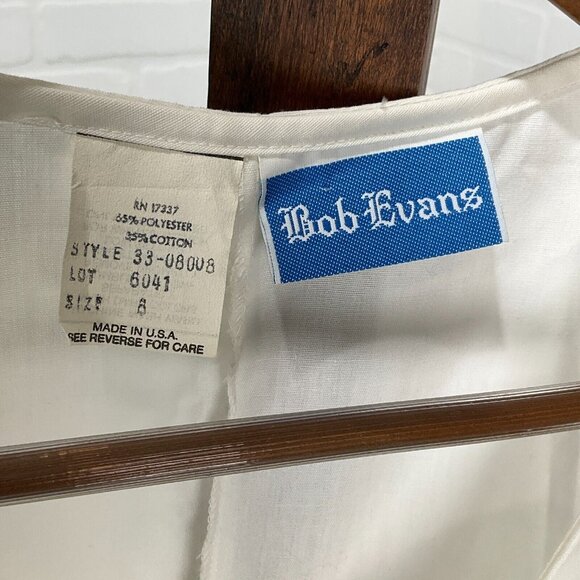 RN 17337
65% POLYESTER
35% COTTON
STYLE 33-08008
LOT 6041
SIZE 8
MADE IN U.S.A.
SEE REVERSE FOR CARE
Bob Evans